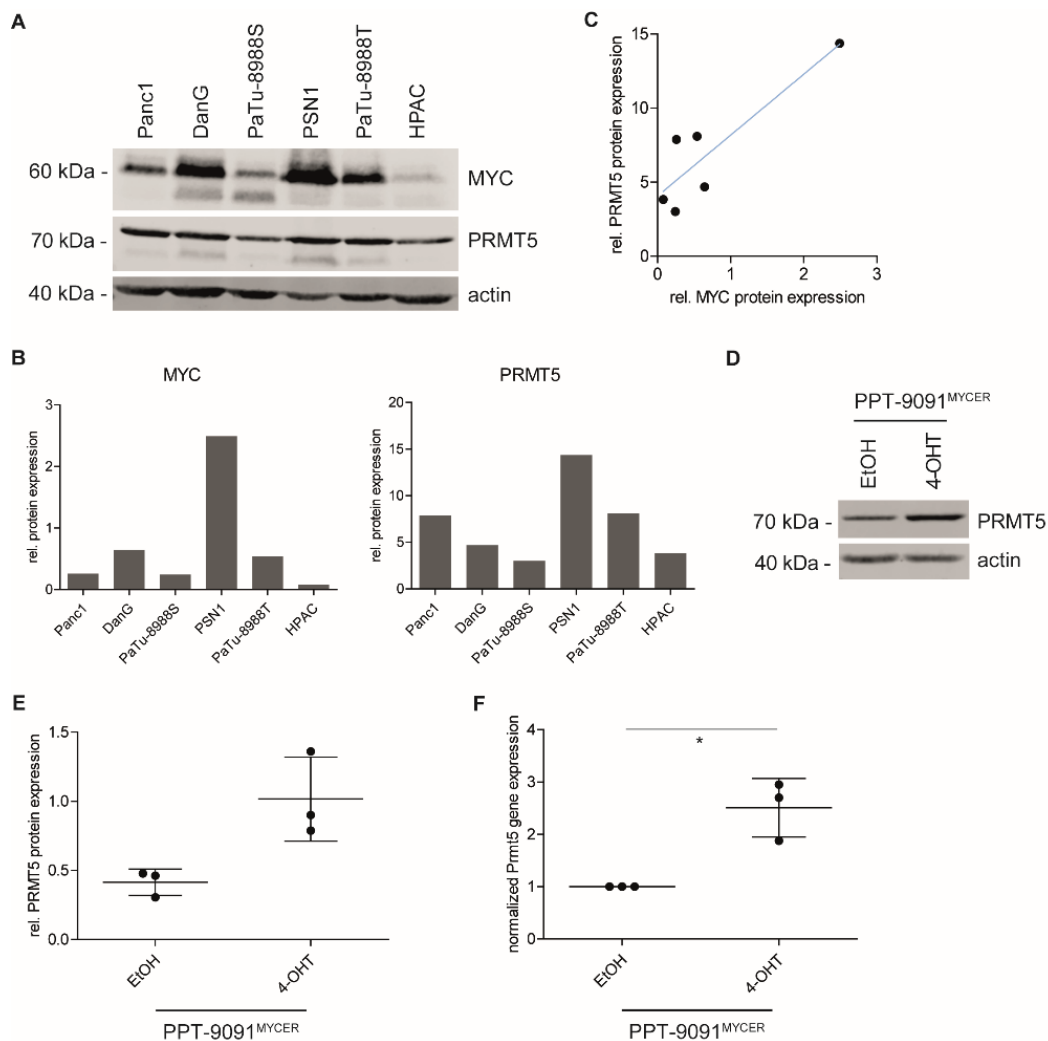 A
Panc1
DanG
PaTu-8988S
PSN1
PaTu-8988T
HPAC
60 kDa -
MYC
70 kDa -
PRMT5
40 kDa -
actin
C
rel. PRMT5 protein expression
15
10
5
0
0
1
2
3
rel. MYC protein expression
B
MYC
rel. protein expression
3
2
1
0
Panc1
DanG
PaTu-8988S
PSN1
PaTu-8988T
HPAC
PRMT5
rel. protein expression
20
15
10
5
0
Panc1
DanG
PaTu-8988S
PSN1
PaTu-8988T
HPAC
D
PPT-9091MYCER
EtOH
4-OHT
70 kDa -
PRMT5
40 kDa -
actin
E
rel. PRMT5 protein expression
1.5
1.0
0.5
0.0
EtOH
4-OHT
PPT-9091MYCER
F
normalized Prmt5 gene expression
4
3
2
1
0
*
EtOH
4-OHT
PPT-9091MYCER